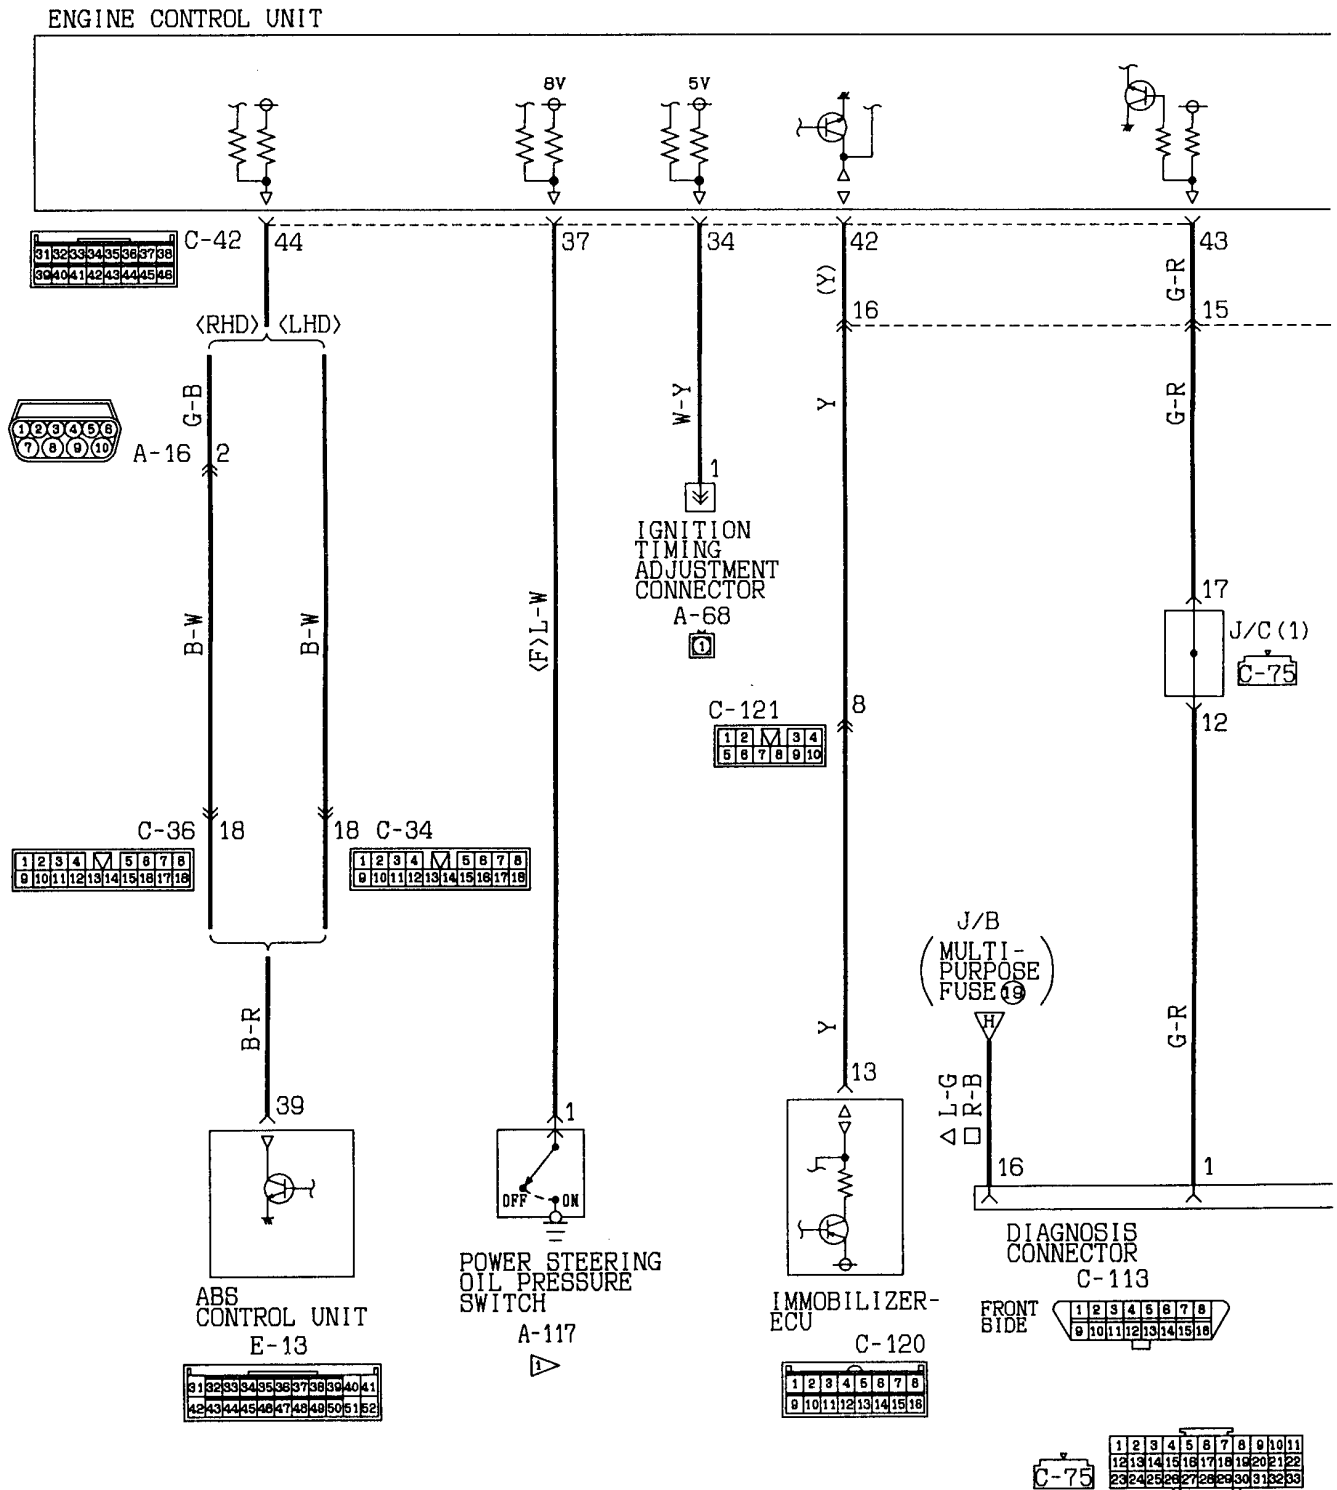 ENGINE CONTROL UNIT
8V
5V
C-42
44
37
34
42
43
31 32 33 34 35 36 37 38
39 40 41 42 43 44 45 46
(Y)
G-R
16
15
<RHD>
<LHD>
G-B
W-Y
Y
G-R
1 2 3 4 5 6
7 8 9 10
A-16
2
1
IGNITION
TIMING
ADJUSTMENT
CONNECTOR
A-68
1
B-W
B-W
<F>L-W
17
J/C(1)
C-75
12
C-121
8
1 2 3 4
5 6 7 8 9 10
C-36
18
18
C-34
1 2 3 4 5 6 7 8
9 10 11 12 13 14 15 16 17 18
1 2 3 4 5 6 7 8
9 10 11 12 13 14 15 16 17 18
J/B
(MULTI-
PURPOSE
FUSE 19)
H
B-R
Y
G-R
L-G
R-B
39
1
13
16
1
OFF
ON
ABS
CONTROL UNIT
E-13
31 32 33 34 35 36 37 38 39 40 41
42 43 44 45 46 47 48 49 50 51 52
POWER STEERING
OIL PRESSURE
SWITCH
A-117
1
IMMOBILIZER-
ECU
C-120
1 2 3 4 5 6 7 8
9 10 11 12 13 14 15 16
DIAGNOSIS
CONNECTOR
C-113
FRONT
SIDE
1 2 3 4 5 6 7 8
9 10 11 12 13 14 15 16
C-75
1 2 3 4 5 6 7 8 9 10 11
12 13 14 15 16 17 18 19 20 21 22
23 24 25 26 27 28 29 30 31 32 33